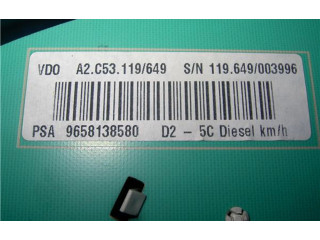 VDO A2.C53.119/649 S/N 119.649/003996
PSA 9658138580 D2 - 5C Diesel km/h